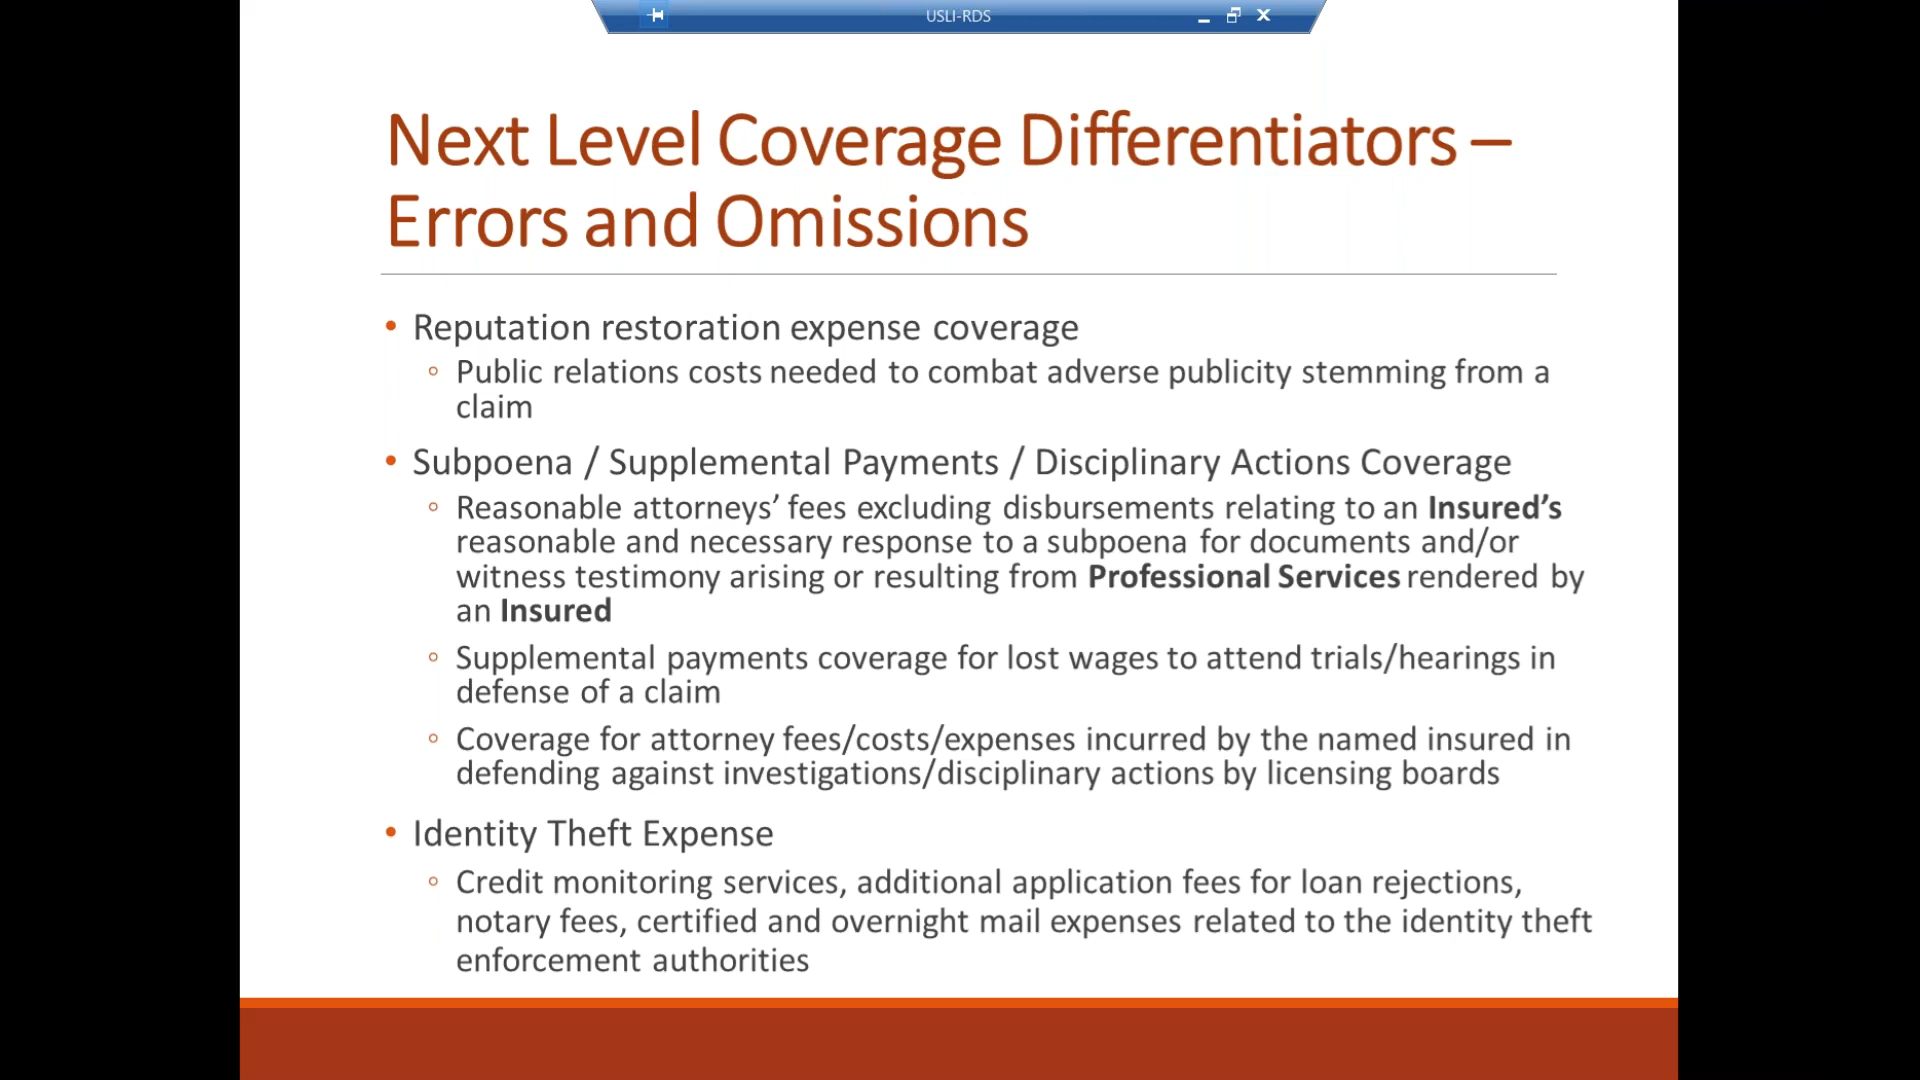 USLI-RDS
Next Level Coverage Differentiators –
Errors and Omissions
• Reputation restoration expense coverage
◦ Public relations costs needed to combat adverse publicity stemming from a
claim
• Subpoena / Supplemental Payments / Disciplinary Actions Coverage
◦ Reasonable attorneys’ fees excluding disbursements relating to an Insured’s
reasonable and necessary response to a subpoena for documents and/or
witness testimony arising or resulting from Professional Services rendered by
an Insured
◦ Supplemental payments coverage for lost wages to attend trials/hearings in
defense of a claim
◦ Coverage for attorney fees/costs/expenses incurred by the named insured in
defending against investigations/disciplinary actions by licensing boards
• Identity Theft Expense
◦ Credit monitoring services, additional application fees for loan rejections,
notary fees, certified and overnight mail expenses related to the identity theft
enforcement authorities